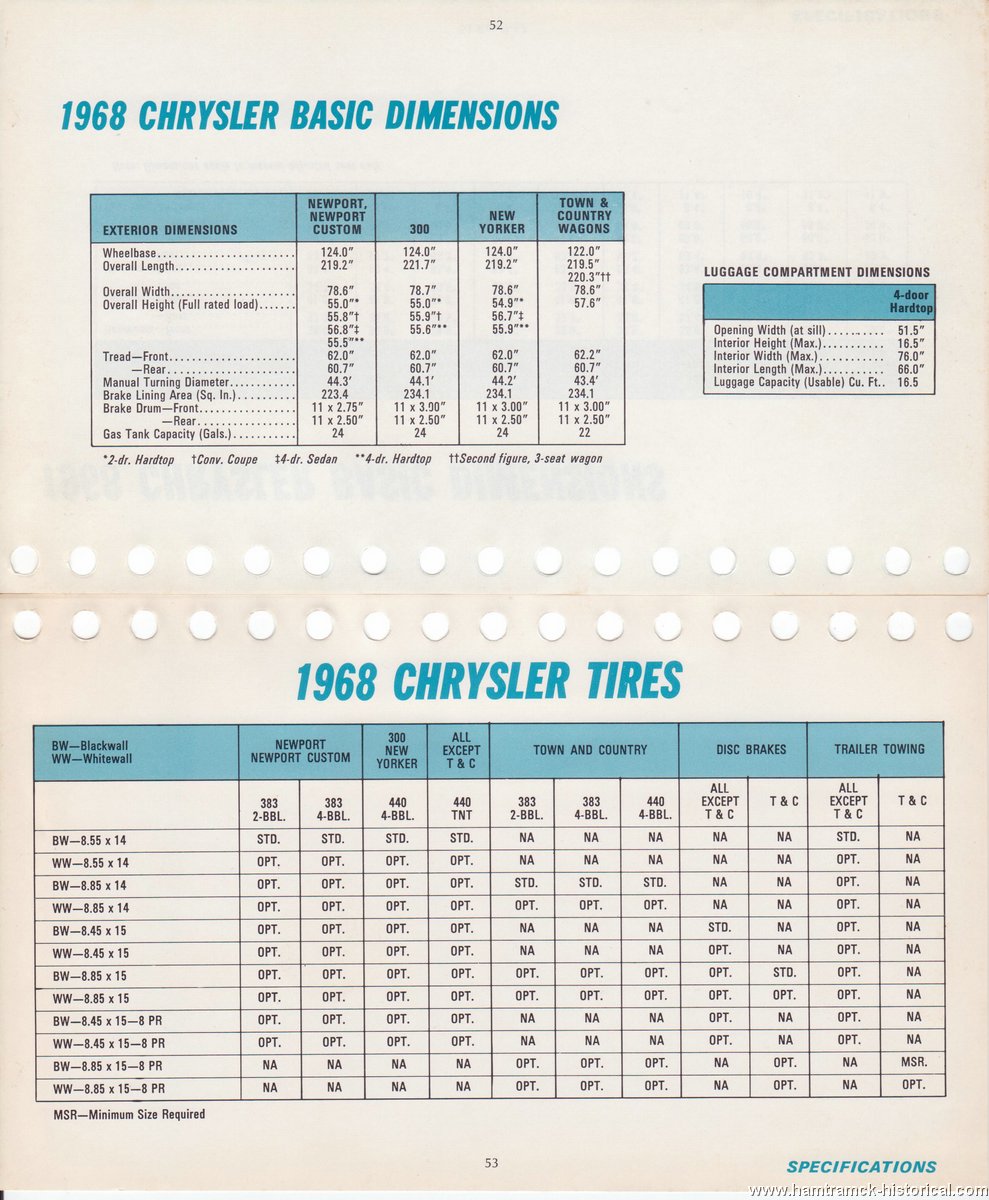 52
1968 CHRYSLER BASIC DIMENSIONS
EXTERIOR DIMENSIONS NEWPORT, NEWPORT CUSTOM 300 NEW YORKER TOWN & COUNTRY WAGONS
Wheelbase 124.0" 124.0" 124.0" 122.0"
Overall Length 219.2" 221.7" 219.2" 219.5"
220.3"††
Overall Width 78.6" 78.7" 78.6" 78.6"
Overall Height (Full rated load) 55.0"* 55.0"* 54.9"* 57.6"
55.8"† 55.9"† 56.7"‡
56.8"‡ 55.6"** 55.9"**
55.5"**
Tread—Front 62.0" 62.0" 62.0" 62.2"
—Rear 60.7" 60.7" 60.7" 60.7"
Manual Turning Diameter 44.3' 44.1' 44.2' 43.4'
Brake Lining Area (Sq. In.) 223.4 234.1 234.1 234.1
Brake Drum—Front 11 x 2.75" 11 x 3.00" 11 x 3.00" 11 x 3.00"
—Rear 11 x 2.50" 11 x 2.50" 11 x 2.50" 11 x 2.50"
Gas Tank Capacity (Gals.) 24 24 24 22
*2-dr. Hardtop †Conv. Coupe ‡4-dr. Sedan **4-dr. Hardtop ††Second figure, 3-seat wagon
LUGGAGE COMPARTMENT DIMENSIONS
4-door
Hardtop
Opening Width (at sill) 51.5"
Interior Height (Max.) 16.5"
Interior Width (Max.) 76.0"
Interior Length (Max.) 66.0"
Luggage Capacity (Usable) Cu. Ft.. 16.5
1968 CHRYSLER TIRES
BW—Blackwall
WW—Whitewall
NEWPORT NEWPORT CUSTOM 300 NEW YORKER ALL EXCEPT T & C TOWN AND COUNTRY DISC BRAKES TRAILER TOWING
383 2-BBL. 383 4-BBL. 440 4-BBL. 440 TNT 383 2-BBL. 383 4-BBL. 440 4-BBL. ALL EXCEPT T & C T & C ALL EXCEPT T & C T & C
BW—8.55 x 14 STD. STD. STD. STD. NA NA NA NA NA STD. NA
WW—8.55 x 14 OPT. OPT. OPT. OPT. NA NA NA NA NA OPT. NA
BW—8.85 x 14 OPT. OPT. OPT. OPT. STD. STD. STD. NA NA OPT. NA
WW—8.85 x 14 OPT. OPT. OPT. OPT. OPT. OPT. OPT. NA NA OPT. NA
BW—8.45 x 15 OPT. OPT. OPT. OPT. NA NA NA STD. NA OPT. NA
WW—8.45 x 15 OPT. OPT. OPT. OPT. NA NA NA OPT. NA OPT. NA
BW—8.85 x 15 OPT. OPT. OPT. OPT. OPT. OPT. OPT. OPT. STD. OPT. NA
WW—8.85 x 15 OPT. OPT. OPT. OPT. OPT. OPT. OPT. OPT. OPT. OPT. NA
BW—8.45 x 15—8 PR OPT. OPT. OPT. OPT. NA NA NA OPT. NA OPT. NA
WW—8.45 x 15—8 PR OPT. OPT. OPT. OPT. NA NA NA OPT. NA OPT. NA
BW—8.85 x 15—8 PR NA NA NA NA OPT. OPT. OPT. NA OPT. NA MSR.
WW—8.85 x 15—8 PR NA NA NA NA OPT. OPT. OPT. NA OPT. NA OPT.
MSR—Minimum Size Required
53
SPECIFICATIONS
www.hamtramck-historical.com